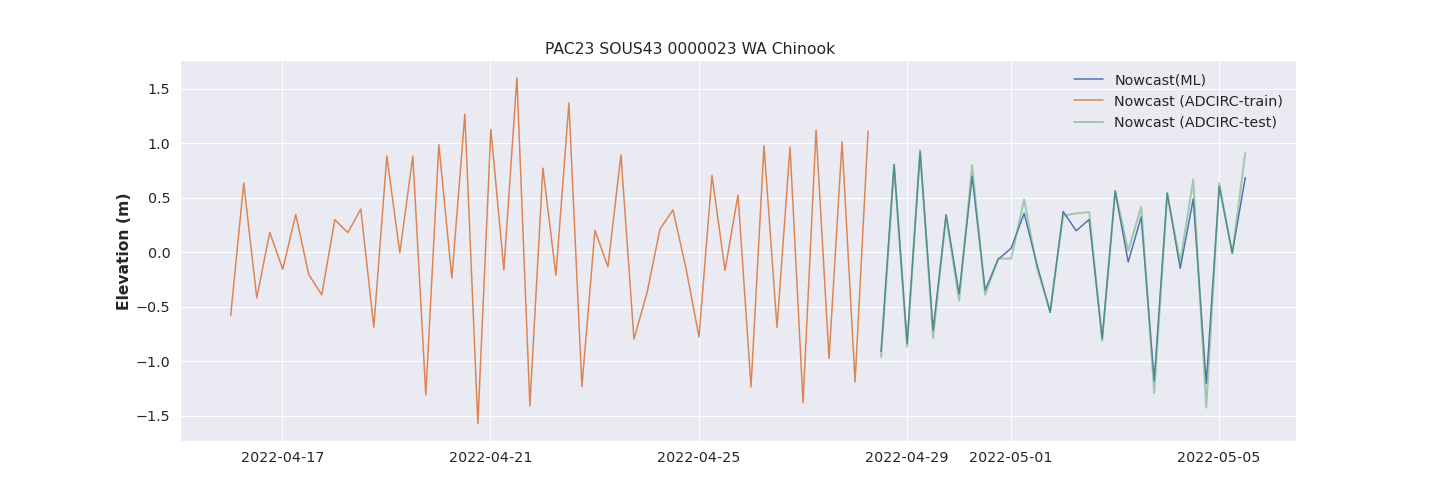 PAC23 SOUS43 0000023 WA Chinook
Nowcast(ML)
Nowcast (ADCIRC-train)
Nowcast (ADCIRC-test)
Elevation (m)
1.5
1.0
0.5
0.0
−0.5
−1.0
−1.5
2022-04-17 2022-04-21 2022-04-25 2022-04-29 2022-05-01 2022-05-05